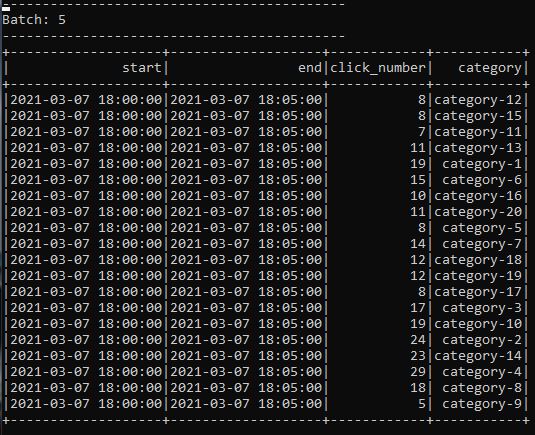 -------------------------------------------
Batch: 5
-------------------------------------------
+-------------------+-------------------+------------+-----------+
|              start|                end|click_number|   category|
+-------------------+-------------------+------------+-----------+
|2021-03-07 18:00:00|2021-03-07 18:05:00|           8|category-12|
|2021-03-07 18:00:00|2021-03-07 18:05:00|           8|category-15|
|2021-03-07 18:00:00|2021-03-07 18:05:00|           7|category-11|
|2021-03-07 18:00:00|2021-03-07 18:05:00|          11|category-13|
|2021-03-07 18:00:00|2021-03-07 18:05:00|          19| category-1|
|2021-03-07 18:00:00|2021-03-07 18:05:00|          15| category-6|
|2021-03-07 18:00:00|2021-03-07 18:05:00|          10|category-16|
|2021-03-07 18:00:00|2021-03-07 18:05:00|          11|category-20|
|2021-03-07 18:00:00|2021-03-07 18:05:00|           8| category-5|
|2021-03-07 18:00:00|2021-03-07 18:05:00|          14| category-7|
|2021-03-07 18:00:00|2021-03-07 18:05:00|          12|category-18|
|2021-03-07 18:00:00|2021-03-07 18:05:00|          12|category-19|
|2021-03-07 18:00:00|2021-03-07 18:05:00|           8|category-17|
|2021-03-07 18:00:00|2021-03-07 18:05:00|          17| category-3|
|2021-03-07 18:00:00|2021-03-07 18:05:00|          19|category-10|
|2021-03-07 18:00:00|2021-03-07 18:05:00|          24| category-2|
|2021-03-07 18:00:00|2021-03-07 18:05:00|          23|category-14|
|2021-03-07 18:00:00|2021-03-07 18:05:00|          29| category-4|
|2021-03-07 18:00:00|2021-03-07 18:05:00|          18| category-8|
|2021-03-07 18:00:00|2021-03-07 18:05:00|           5| category-9|
+-------------------+-------------------+------------+-----------+